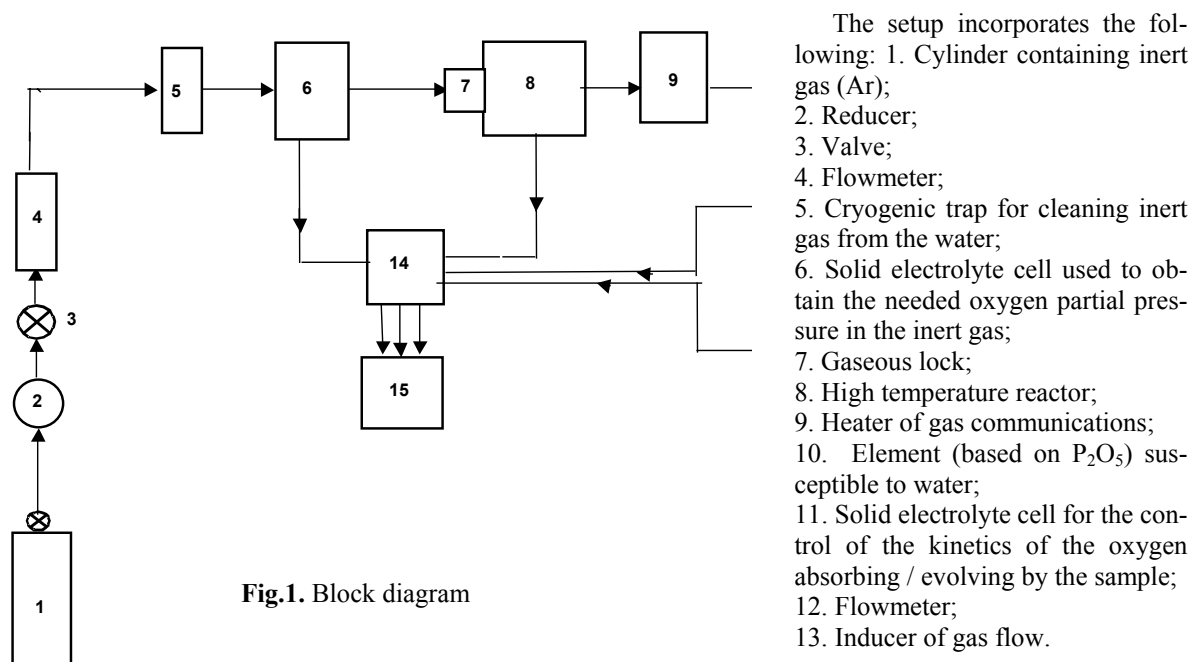 5
6
7
8
9
4
14
3
15
2
1
Fig.1. Block diagram
The setup incorporates the fol-
lowing: 1. Cylinder containing inert
gas (Ar);
2. Reducer;
3. Valve;
4. Flowmeter;
5. Cryogenic trap for cleaning inert
gas from the water;
6. Solid electrolyte cell used to ob-
tain the needed oxygen partial pres-
sure in the inert gas;
7. Gaseous lock;
8. High temperature reactor;
9. Heater of gas communications;
10. Element (based on P₂O₅) sus-
ceptible to water;
11. Solid electrolyte cell for the con-
trol of the kinetics of the oxygen
absorbing / evolving by the sample;
12. Flowmeter;
13. Inducer of gas flow.